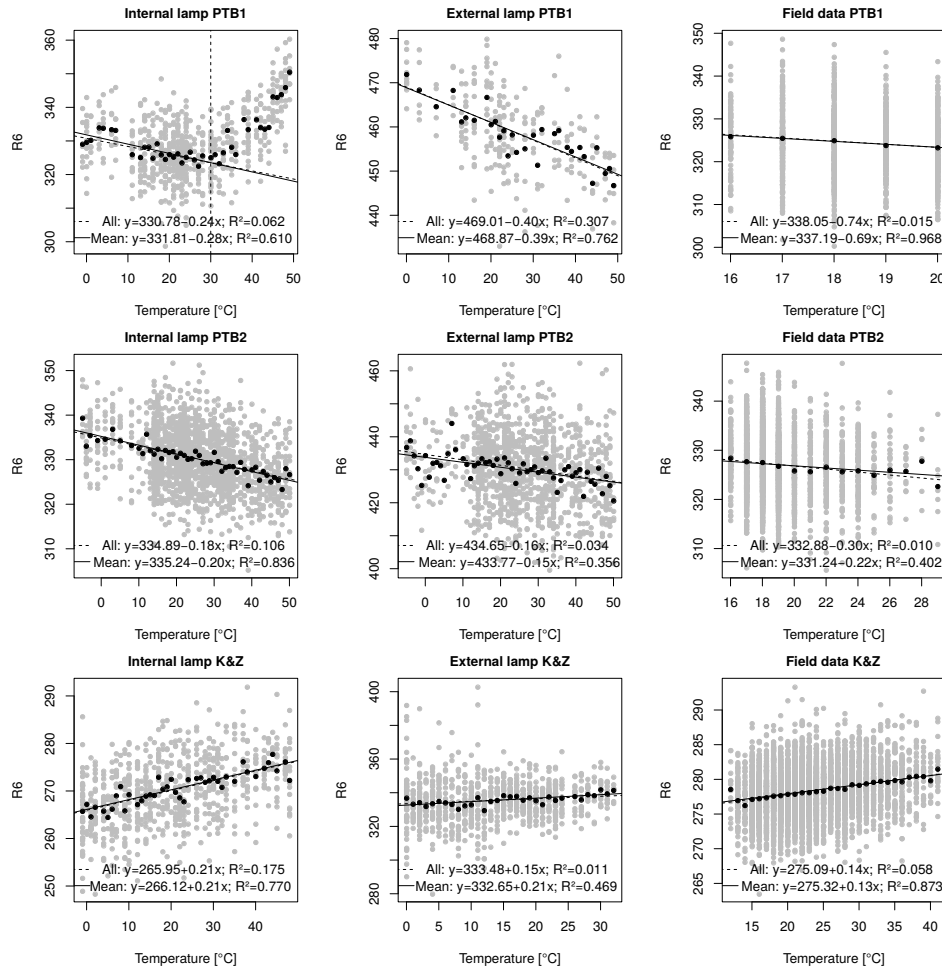 Internal lamp PTB1
R6
360
340
320
300
All: y=330.78−0.24x; R²=0.062
Mean: y=331.81−0.28x; R²=0.610
0 10 20 30 40 50
Temperature [°C]
External lamp PTB1
R6
480
470
460
440
All: y=469.01−0.40x; R²=0.307
Mean: y=468.87−0.39x; R²=0.762
0 10 20 30 40 50
Temperature [°C]
Field data PTB1
R6
350
340
330
320
310
300
All: y=338.05−0.74x; R²=0.015
Mean: y=337.19−0.69x; R²=0.968
16 17 18 19 20
Temperature [°C]
Internal lamp PTB2
R6
350
340
330
310
All: y=334.89−0.18x; R²=0.106
Mean: y=335.24−0.20x; R²=0.836
0 10 20 30 40 50
Temperature [°C]
External lamp PTB2
R6
460
440
420
400
All: y=434.65−0.16x; R²=0.034
Mean: y=433.77−0.15x; R²=0.356
0 10 20 30 40 50
Temperature [°C]
Field data PTB2
R6
340
330
320
310
All: y=332.88−0.30x; R²=0.010
Mean: y=331.24−0.22x; R²=0.402
16 18 20 22 24 26 28
Temperature [°C]
Internal lamp K&Z
R6
290
280
270
260
250
All: y=265.95+0.21x; R²=0.175
Mean: y=266.12+0.21x; R²=0.770
0 10 20 30 40
Temperature [°C]
External lamp K&Z
R6
400
360
340
320
280
All: y=333.48+0.15x; R²=0.011
Mean: y=332.65+0.21x; R²=0.469
0 5 10 15 20 25 30
Temperature [°C]
Field data K&Z
R6
290
285
280
275
270
265
All: y=275.09+0.14x; R²=0.058
Mean: y=275.32+0.13x; R²=0.873
15 20 25 30 35 40
Temperature [°C]